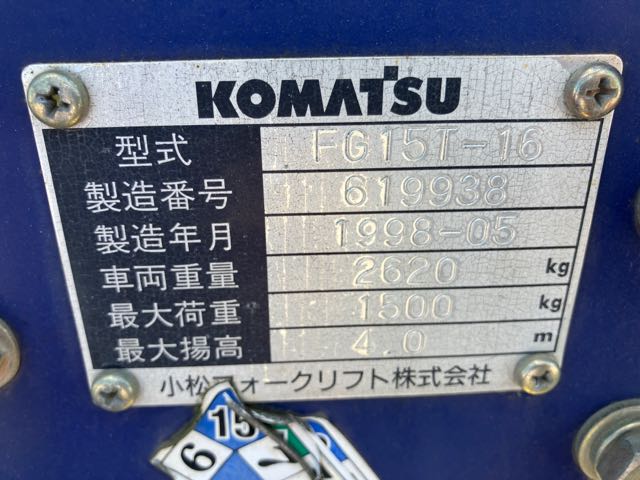 KOMATSU
型式 FG15T-16
製造番号 619938
製造年月 1998-05
車両重量 2620 kg
最大荷重 1500 kg
最大揚高 4.0 m
小松フォークリフト株式会社
15
6